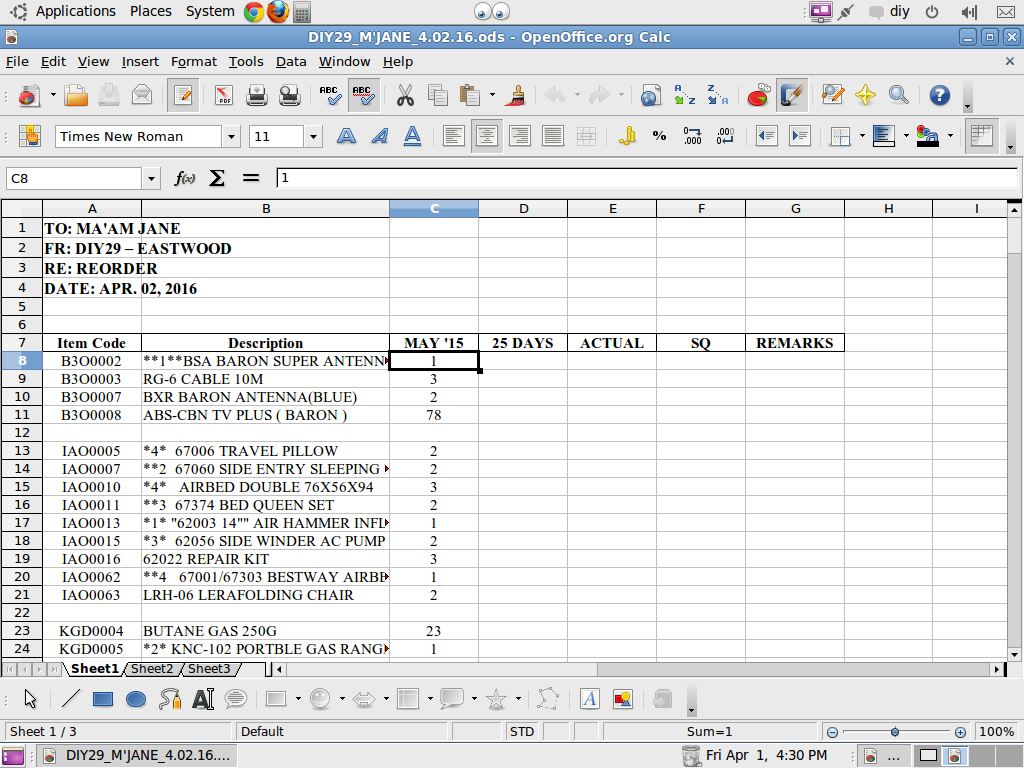 Applications Places System diy
DIY29_M'JANE_4.02.16.ods - OpenOffice.org Calc
File Edit View Insert Format Tools Data Window Help
PDF ABC ABC A Z Z A
Times New Roman 11 A A A % .000 .000
C8 f(x) Σ = 1
A B C D E F G H I
1 TO: MA'AM JANE
2 FR: DIY29 – EASTWOOD
3 RE: REORDER
4 DATE: APR. 02, 2016
5
6
7 Item Code Description MAY '15 25 DAYS ACTUAL SQ REMARKS
8 B3O0002 **1**BSA BARON SUPER ANTENN 1
9 B3O0003 RG-6 CABLE 10M 3
10 B3O0007 BXR BARON ANTENNA(BLUE) 2
11 B3O0008 ABS-CBN TV PLUS ( BARON ) 78
12
13 IAO0005 *4* 67006 TRAVEL PILLOW 2
14 IAO0007 **2 67060 SIDE ENTRY SLEEPING 2
15 IAO0010 *4* AIRBED DOUBLE 76X56X94 3
16 IAO0011 **3 67374 BED QUEEN SET 2
17 IAO0013 *1* "62003 14"" AIR HAMMER INFL 1
18 IAO0015 *3* 62056 SIDE WINDER AC PUMP 2
19 IAO0016 62022 REPAIR KIT 3
20 IAO0062 **4 67001/67303 BESTWAY AIRBE 1
21 IAO0063 LRH-06 LERAFOLDING CHAIR 2
22
23 KGD0004 BUTANE GAS 250G 23
24 KGD0005 *2* KNC-102 PORTBLE GAS RANG 1
Sheet1 Sheet2 Sheet3
Sheet 1 / 3 Default STD Sum=1 100%
DIY29_M'JANE_4.02.16.... Fri Apr 1, 4:30 PM ...